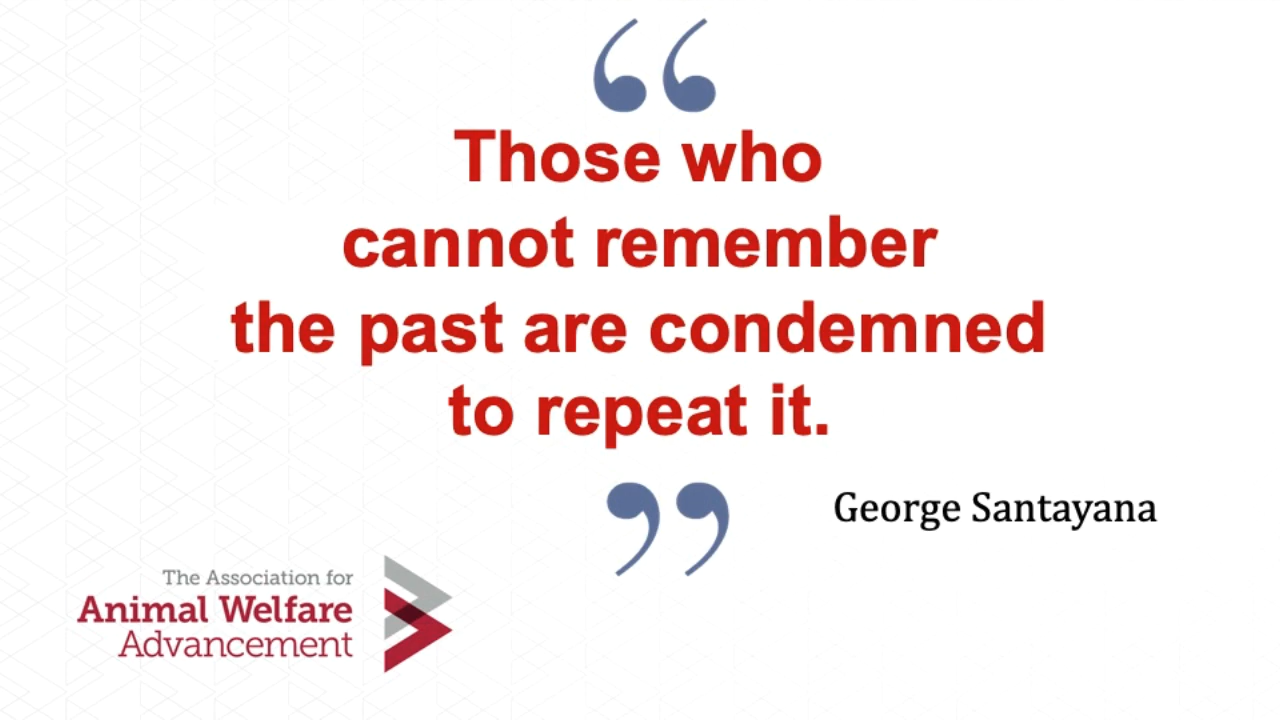 “
Those who
cannot remember
the past are condemned
to repeat it.
”
George Santayana
The Association for
Animal Welfare
Advancement